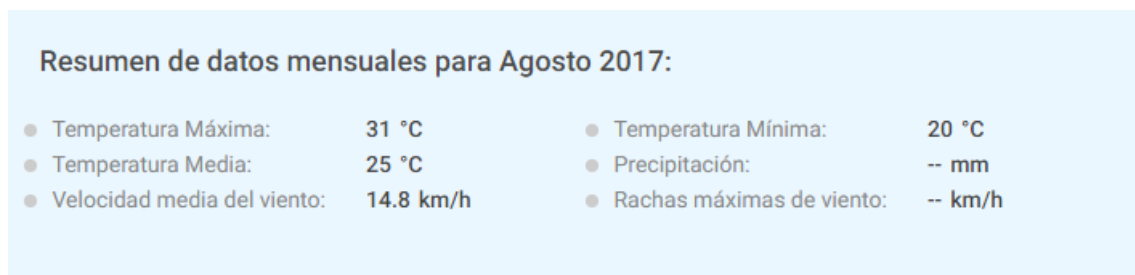 Resumen de datos mensuales para Agosto 2017:
Temperatura Máxima: 31 °C Temperatura Mínima: 20 °C
Temperatura Media: 25 °C Precipitación: -- mm
Velocidad media del viento: 14.8 km/h Rachas máximas de viento: -- km/h